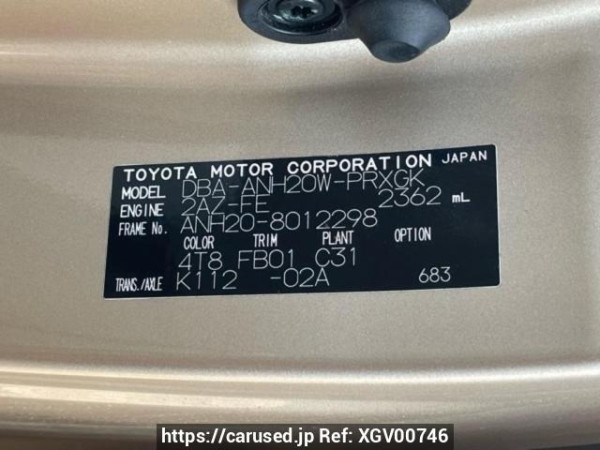 TOYOTA MOTOR CORPORATION JAPAN
MODEL DBA-ANH20W-PRXGK
ENGINE 2AZ-FE 2362 mL
FRAME No. ANH20-8012298
COLOR TRIM PLANT OPTION
4T8 FB01 C31
TRANS./AXLE K112 -02A 683
https://carused.jp Ref: XGV00746